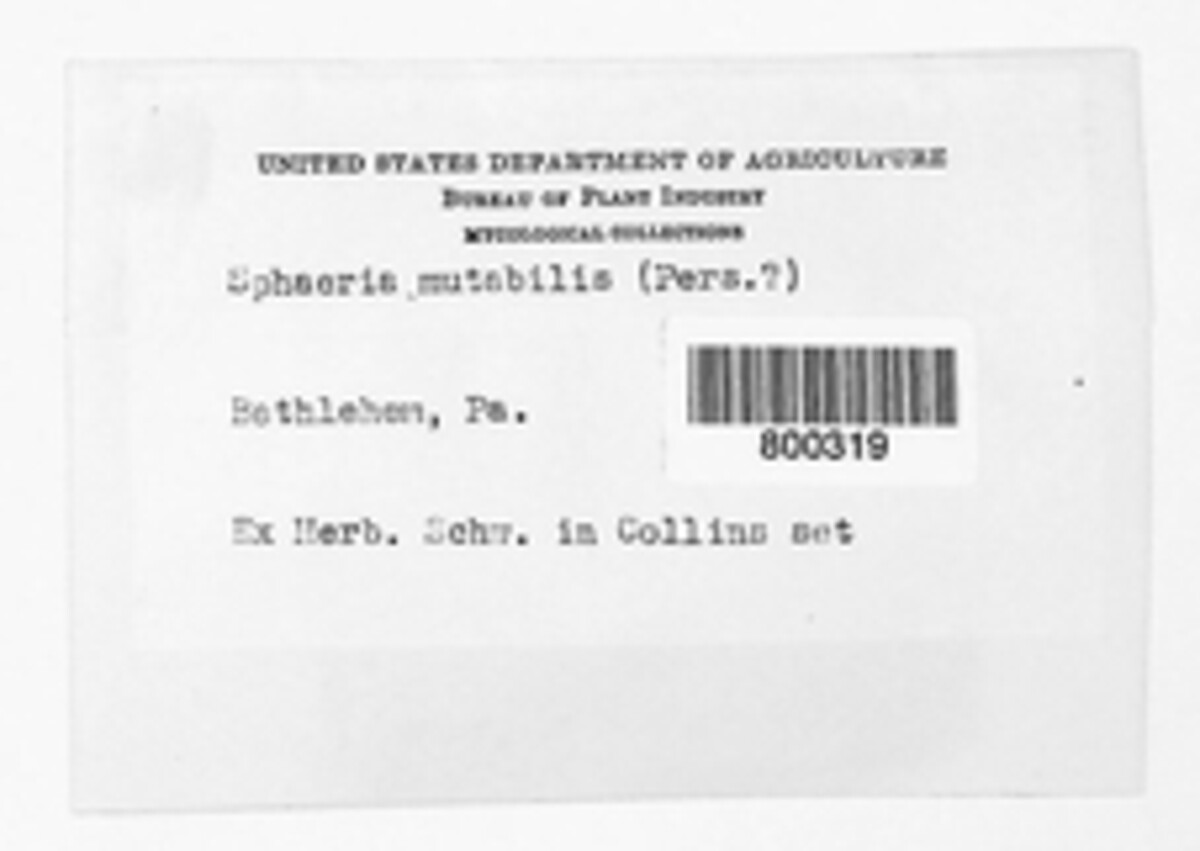 UNITED STATES DEPARTMENT OF AGRICULTURE
BUREAU OF PLANT INDUSTRY
MYCOLOGICAL COLLECTIONS
Sphaeria mutabilis (Pers.?)
Bethlehem, Pa.
800319
Ex Herb. Schw. in Collins set